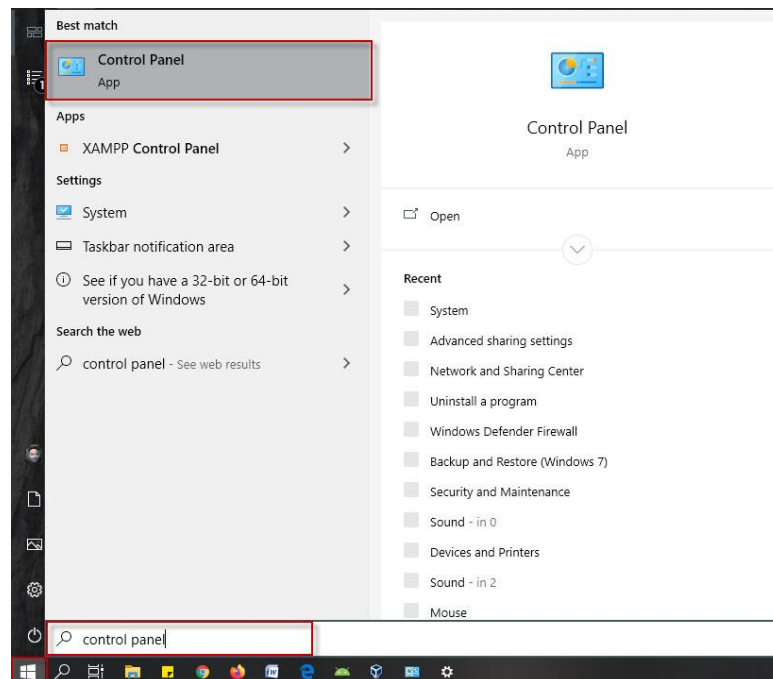 Best match
Control Panel
App
Apps
XAMPP Control Panel
Settings
System
Taskbar notification area
See if you have a 32-bit or 64-bit
version of Windows
Search the web
control panel - See web results
control panel
Control Panel
App
Open
Recent
System
Advanced sharing settings
Network and Sharing Center
Uninstall a program
Windows Defender Firewall
Backup and Restore (Windows 7)
Security and Maintenance
Sound - in 0
Devices and Printers
Sound - in 2
Mouse
1